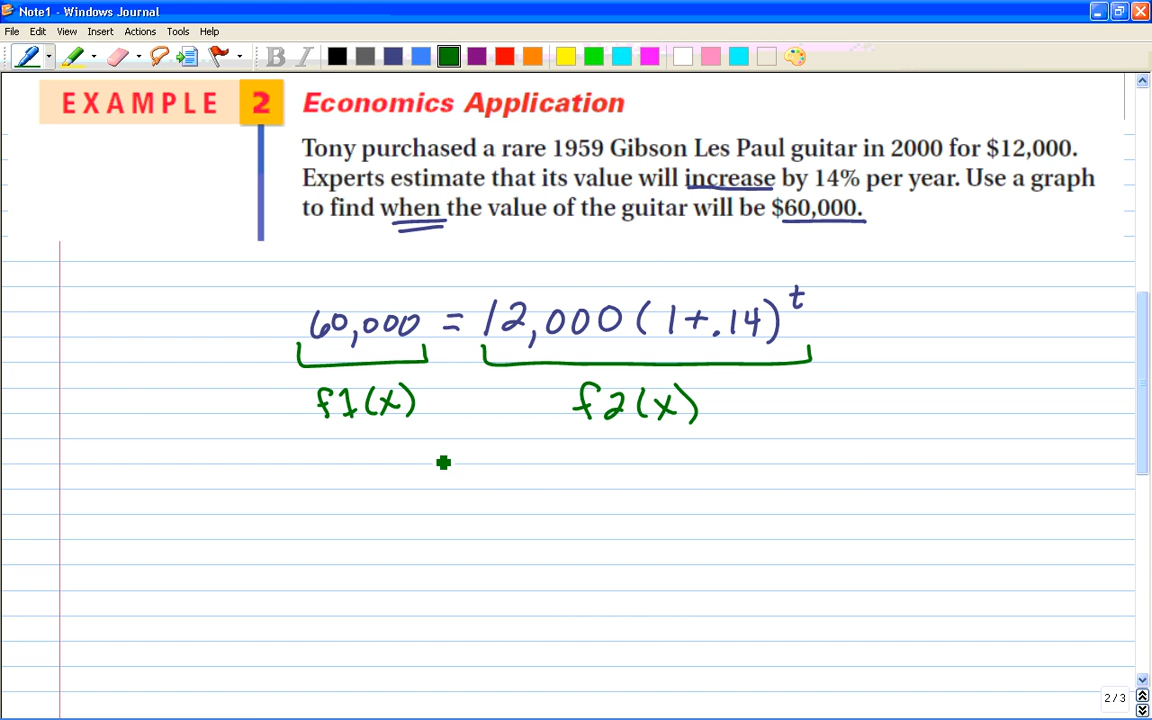 Note1 - Windows Journal
File Edit View Insert Actions Tools Help
B I
EXAMPLE 2 Economics Application
Tony purchased a rare 1959 Gibson Les Paul guitar in 2000 for $12,000.
Experts estimate that its value will increase by 14% per year. Use a graph
to find when the value of the guitar will be $60,000.
60,000 = 12,000 (1+.14)^t
f1(x) f2(x)
2/3